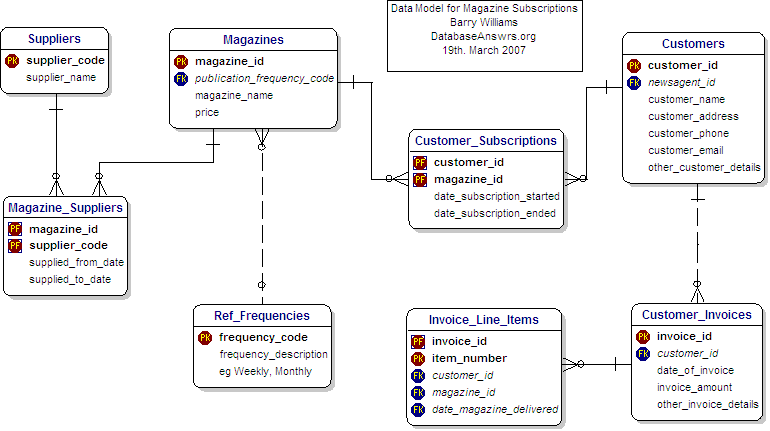 Data Model for Magazine Subscriptions
Barry Williams
DatabaseAnswrs.org
19th. March 2007
Suppliers
PK supplier_code
supplier_name
Magazines
PK magazine_id
FK publication_frequency_code
magazine_name
price
Customers
PK customer_id
FK newsagent_id
customer_name
customer_address
customer_phone
customer_email
other_customer_details
Customer_Subscriptions
PF customer_id
PF magazine_id
date_subscription_started
date_subscription_ended
Magazine_Suppliers
PF magazine_id
PF supplier_code
supplied_from_date
supplied_to_date
Ref_Frequencies
PK frequency_code
frequency_description
eg Weekly, Monthly
Invoice_Line_Items
PF invoice_id
PK item_number
FK customer_id
FK magazine_id
FK date_magazine_delivered
Customer_Invoices
PK invoice_id
FK customer_id
date_of_invoice
invoice_amount
other_invoice_details